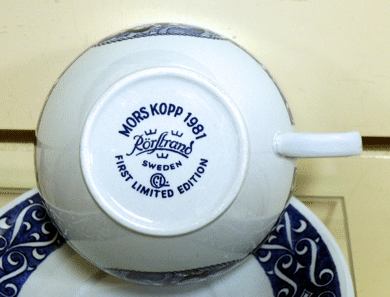 MORS KOPP 1981
Rörstrand
SWEDEN
FIRST LIMITED EDITION